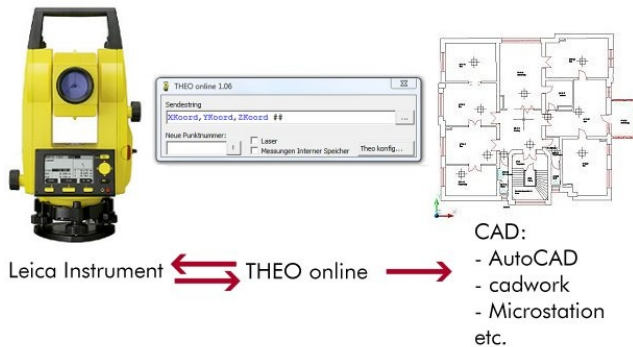 THEO online 1.06
Sendestring
XKoord,YKoord,ZKoord ##
...
Neue Punktnummer:
Laser
Messungen Interner Speicher
Theo konfig...
Leica Instrument
THEO online
CAD:
- AutoCAD
- cadwork
- Microstation
etc.